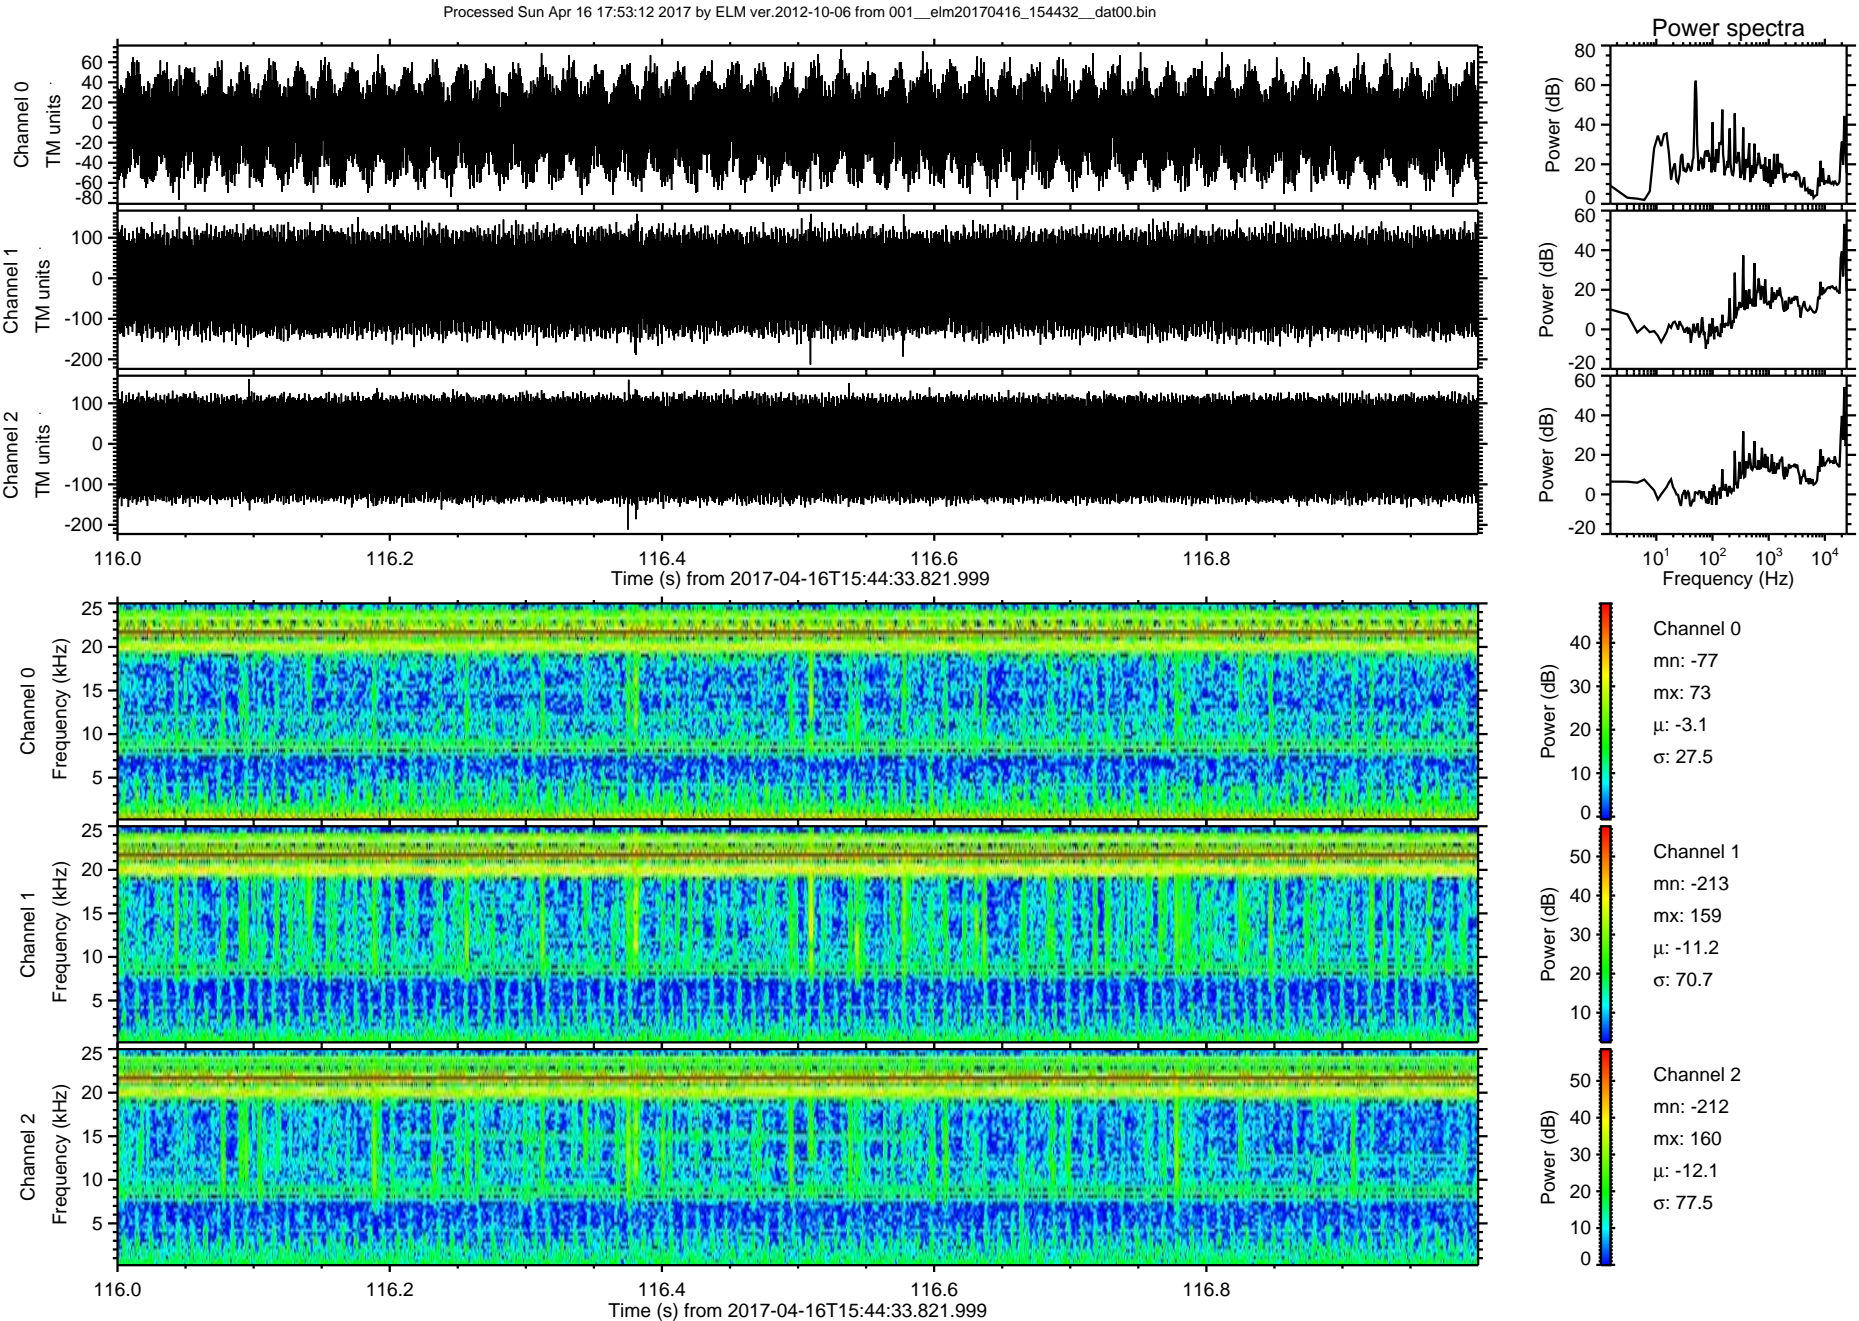 Processed Sun Apr 16 17:53:12 2017 by ELM ver.2012-10-06 from 001__elm20170416_154432__dat00.bin
Power spectra
Channel 0
TM units
60
40
20
0
-20
-40
-60
-80
Power (dB)
80
60
40
20
0
Channel 1
TM units
100
0
-100
-200
Power (dB)
60
40
20
0
-20
Channel 2
TM units
100
0
-100
-200
Power (dB)
60
40
20
0
-20
116.0 116.2 116.4 116.6 116.8
Time (s) from 2017-04-16T15:44:33.821.999
10¹ 10² 10³ 10⁴
Frequency (Hz)
Channel 0
Frequency (kHz)
25
20
15
10
5
Power (dB)
40
30
20
10
0
Channel 0
mn: -77
mx: 73
μ: -3.1
σ: 27.5
Channel 1
Frequency (kHz)
25
20
15
10
5
Power (dB)
50
40
30
20
10
Channel 1
mn: -213
mx: 159
μ: -11.2
σ: 70.7
Channel 2
Frequency (kHz)
25
20
15
10
5
Power (dB)
50
40
30
20
10
0
Channel 2
mn: -212
mx: 160
μ: -12.1
σ: 77.5
116.0 116.2 116.4 116.6 116.8
Time (s) from 2017-04-16T15:44:33.821.999